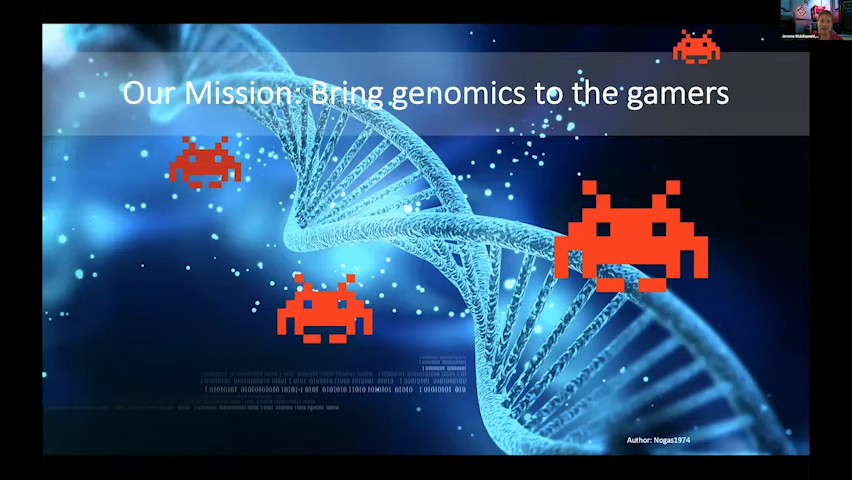 Our Mission: Bring genomics to the gamers
Author: Nogas1974